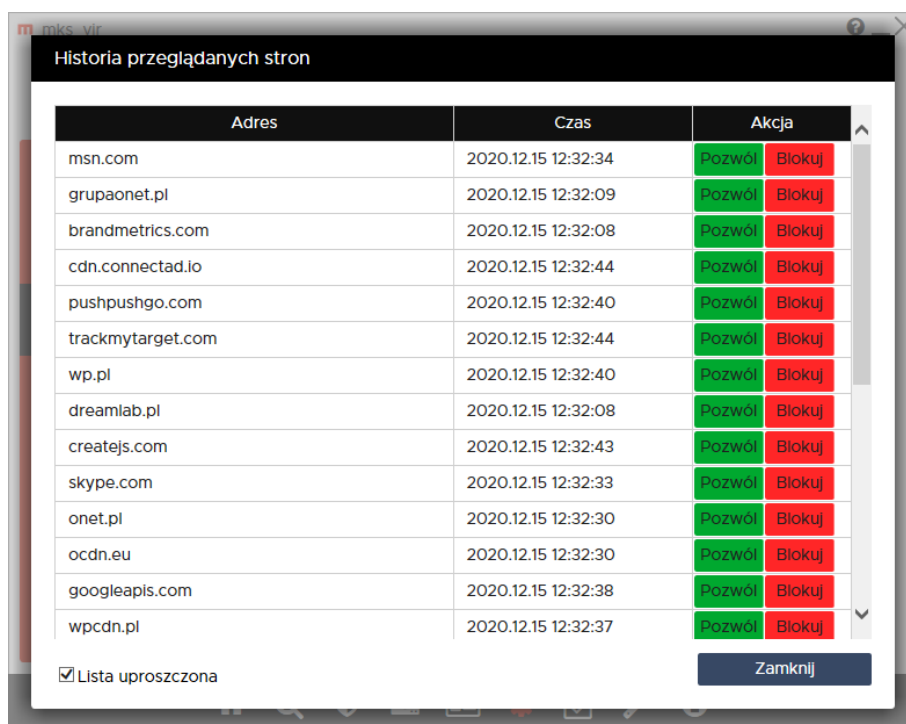 mks_vir
Historia przeglądanych stron
Adres Czas Akcja
msn.com 2020.12.15 12:32:34 Pozwól Blokuj
grupaonet.pl 2020.12.15 12:32:09 Pozwól Blokuj
brandmetrics.com 2020.12.15 12:32:08 Pozwól Blokuj
cdn.connectad.io 2020.12.15 12:32:44 Pozwól Blokuj
pushpushgo.com 2020.12.15 12:32:40 Pozwól Blokuj
trackmytarget.com 2020.12.15 12:32:44 Pozwól Blokuj
wp.pl 2020.12.15 12:32:40 Pozwól Blokuj
dreamlab.pl 2020.12.15 12:32:08 Pozwól Blokuj
createjs.com 2020.12.15 12:32:43 Pozwól Blokuj
skype.com 2020.12.15 12:32:33 Pozwól Blokuj
onet.pl 2020.12.15 12:32:30 Pozwól Blokuj
ocdn.eu 2020.12.15 12:32:30 Pozwól Blokuj
googleapis.com 2020.12.15 12:32:38 Pozwól Blokuj
wpcdn.pl 2020.12.15 12:32:37 Pozwól Blokuj
Lista uproszczona Zamknij